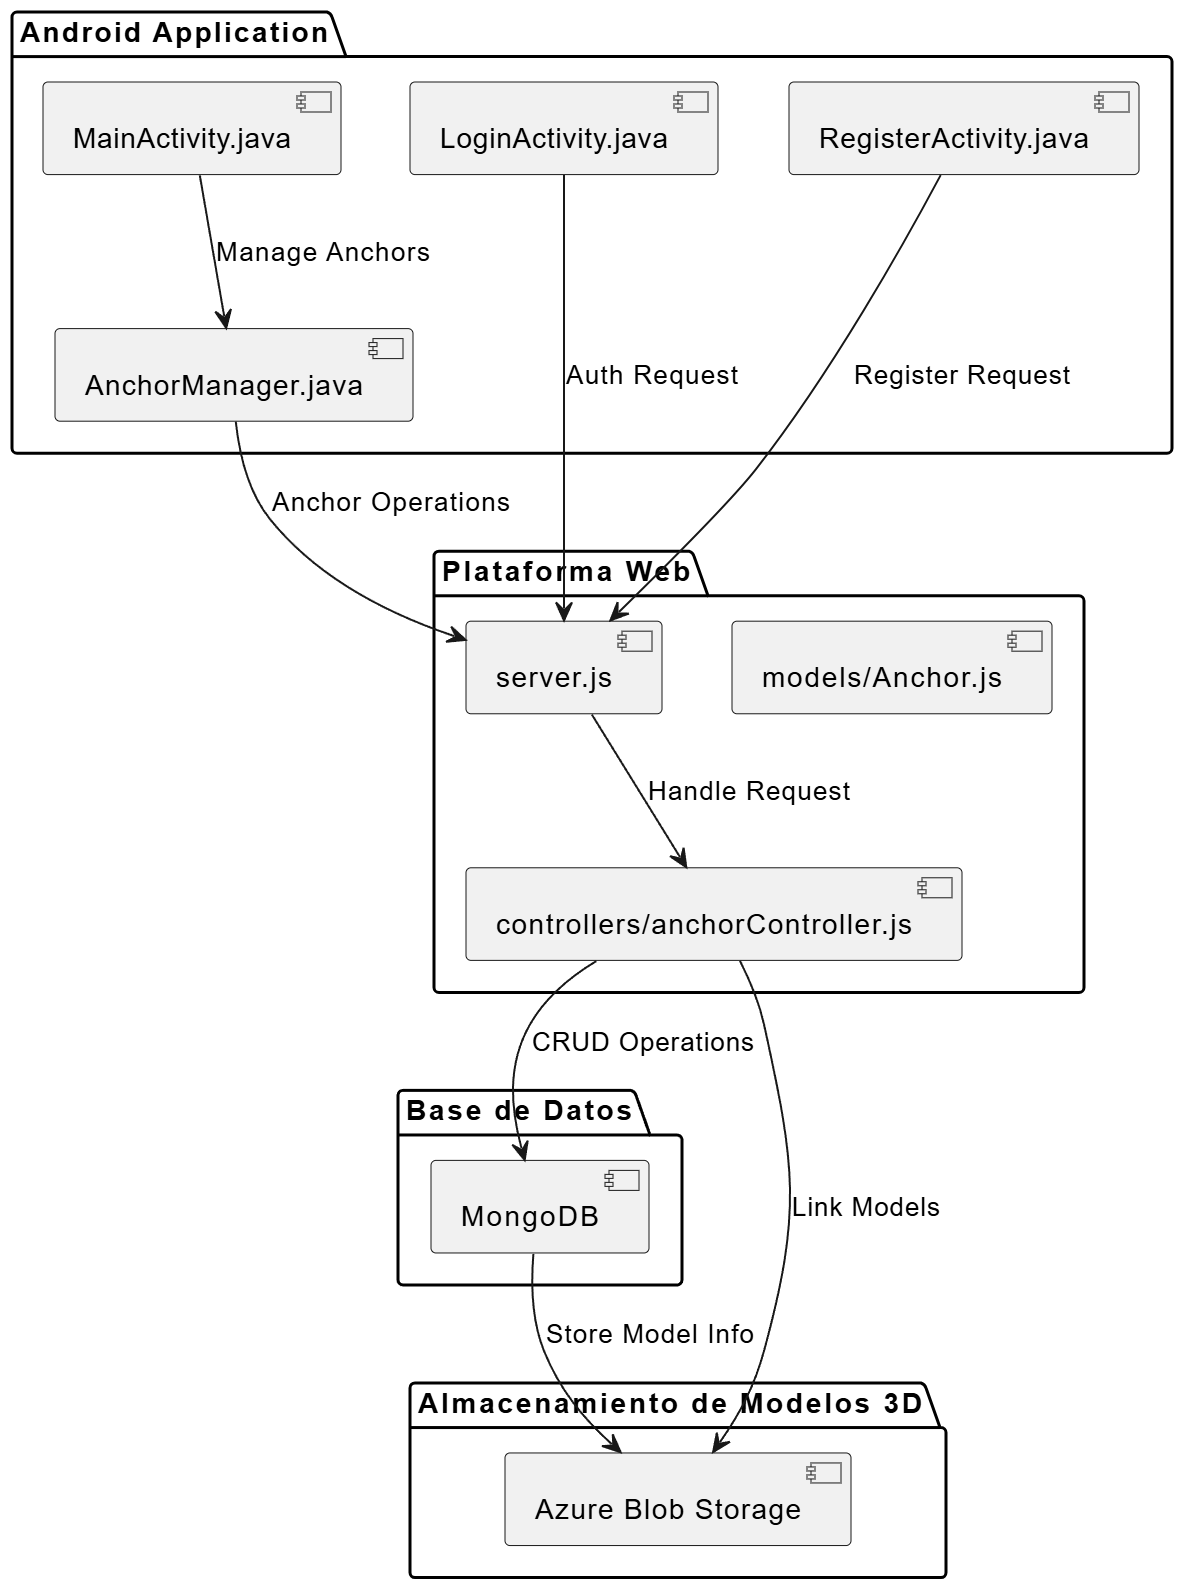 Android Application
MainActivity.java
LoginActivity.java
RegisterActivity.java
Manage Anchors
AnchorManager.java
Auth Request
Register Request
Anchor Operations
Plataforma Web
server.js
models/Anchor.js
Handle Request
controllers/anchorController.js
CRUD Operations
Base de Datos
MongoDB
Link Models
Store Model Info
Almacenamiento de Modelos 3D
Azure Blob Storage